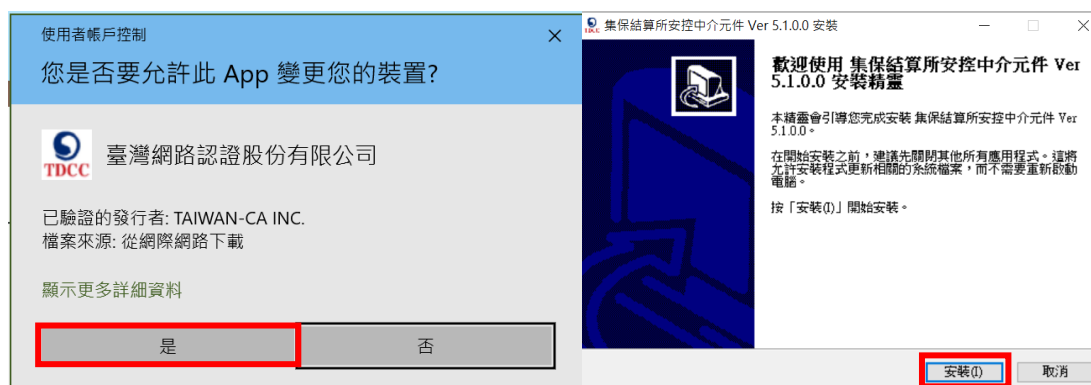 使用者帳戶控制
您是否要允許此 App 變更您的裝置?
TDCC
臺灣網路認證股份有限公司
已驗證的發行者: TAIWAN-CA INC.
檔案來源: 從網際網路下載
顯示更多詳細資料
是
否
TDCC
集保結算所安控中介元件 Ver 5.1.0.0 安裝
歡迎使用 集保結算所安控中介元件 Ver
5.1.0.0 安裝精靈
本精靈會引導您完成安裝 集保結算所安控中介元件 Ver
5.1.0.0。
在開始安裝之前，建議先關閉其他所有應用程式。這將
允許安裝程式更新相關的系統檔案，而不需要重新啟動
電腦。
按「安裝(I)」開始安裝。
安裝(I)
取消